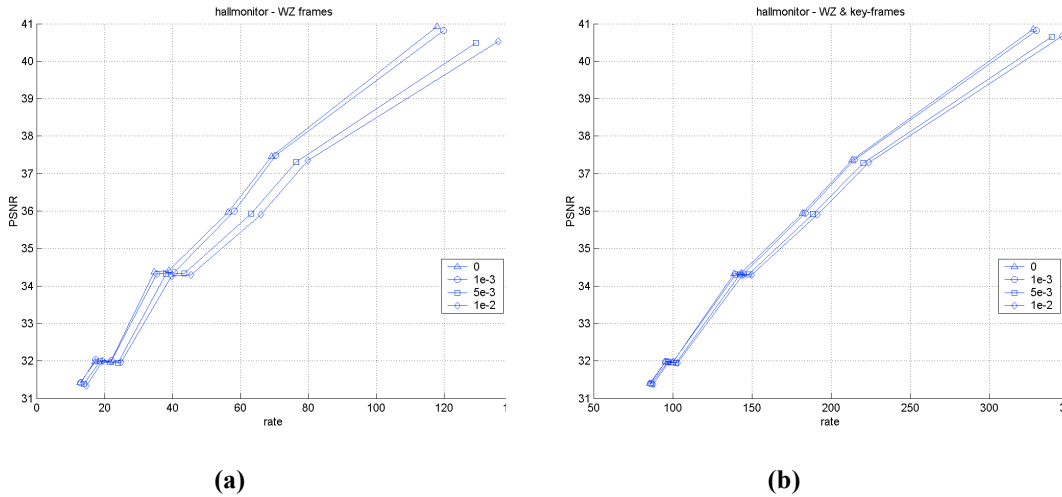 hallmonitor - WZ frames
41
40
39
38
37
36
35
34
33
32
31
PSNR
0
1e-3
5e-3
1e-2
0 20 40 60 80 100 120 1
rate
(a)
hallmonitor - WZ & key-frames
41
40
39
38
37
36
35
34
33
32
31
PSNR
0
1e-3
5e-3
1e-2
50 100 150 200 250 300 3
rate
(b)